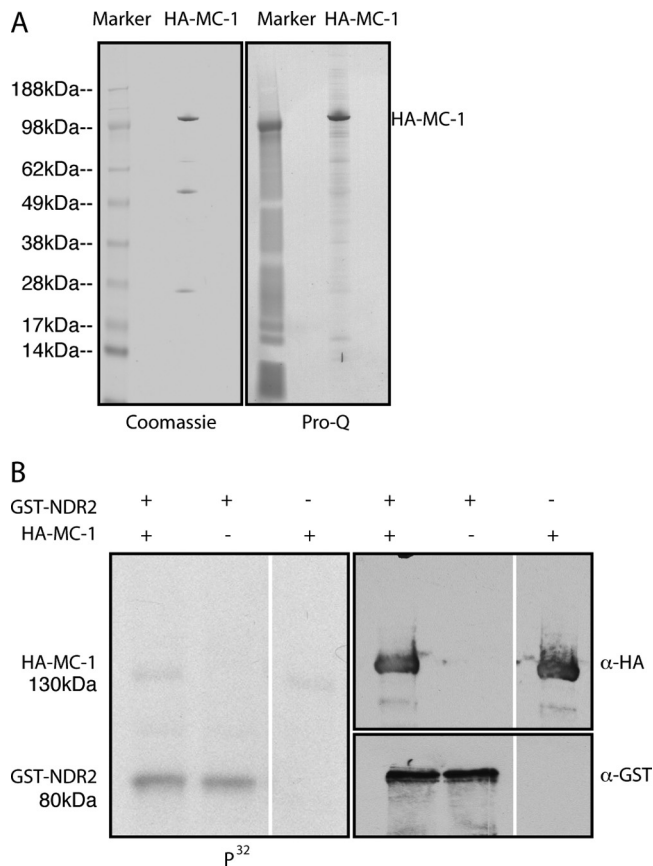 A
Marker HA-MC-1 Marker HA-MC-1
188kDa--
98kDa--
62kDa--
49kDa--
38kDa--
28kDa--
17kDa--
14kDa--
HA-MC-1
Coomassie Pro-Q
B
GST-NDR2 + + - + + -
HA-MC-1 + - + + - +
HA-MC-1
130kDa
GST-NDR2
80kDa
α-HA
α-GST
P32